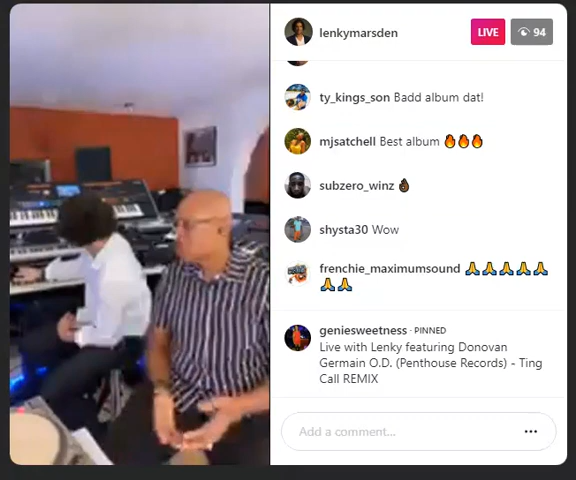 lenkymarsden
LIVE
94
ty_kings_son Badd album dat!
mjsatchell Best album 🔥🔥🔥
subzero_winz 👌🏿
shysta30 Wow
frenchie_maximumsound 🙏🙏🙏🙏🙏
🙏🙏
geniesweetness · PINNED
Live with Lenky featuring Donovan
Germain O.D. (Penthouse Records) - Ting
Call REMIX
Add a comment...